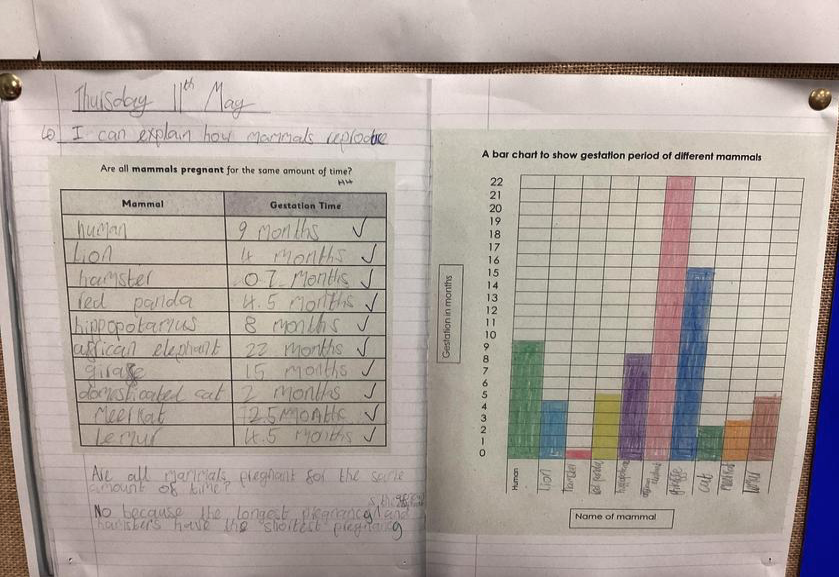 Thursday 11th May
LO I can explain how mammals reproduce
Are all mammals pregnant for the same amount of time?
HH
Mammal Gestation Time
human 9 months ✓
Lion 4 months ✓
hamster 0.7 Months ✓
red panda 4.5 months ✓
hippopotamus 8 months ✓
african elephant 22 months ✓
giraffe 15 months ✓
domesticated cat 2 months ✓
Meerkat 2.5 MOnths ✓
Lemur 4.5 months ✓
Are all mammals pregnant for the same
amount of time?
is the african elephant
No because the longest pregnancy and
hamsters have the shortest pregnancy
A bar chart to show gestation period of different mammals
22
21
20
19
18
17
16
15
14
13
12
11
10
9
8
7
6
5
4
3
2
1
0
Gestation in months
Human Lion hamster red panda hippopotamus african elephant giraffe cat meerkat lemur
Name of mammal